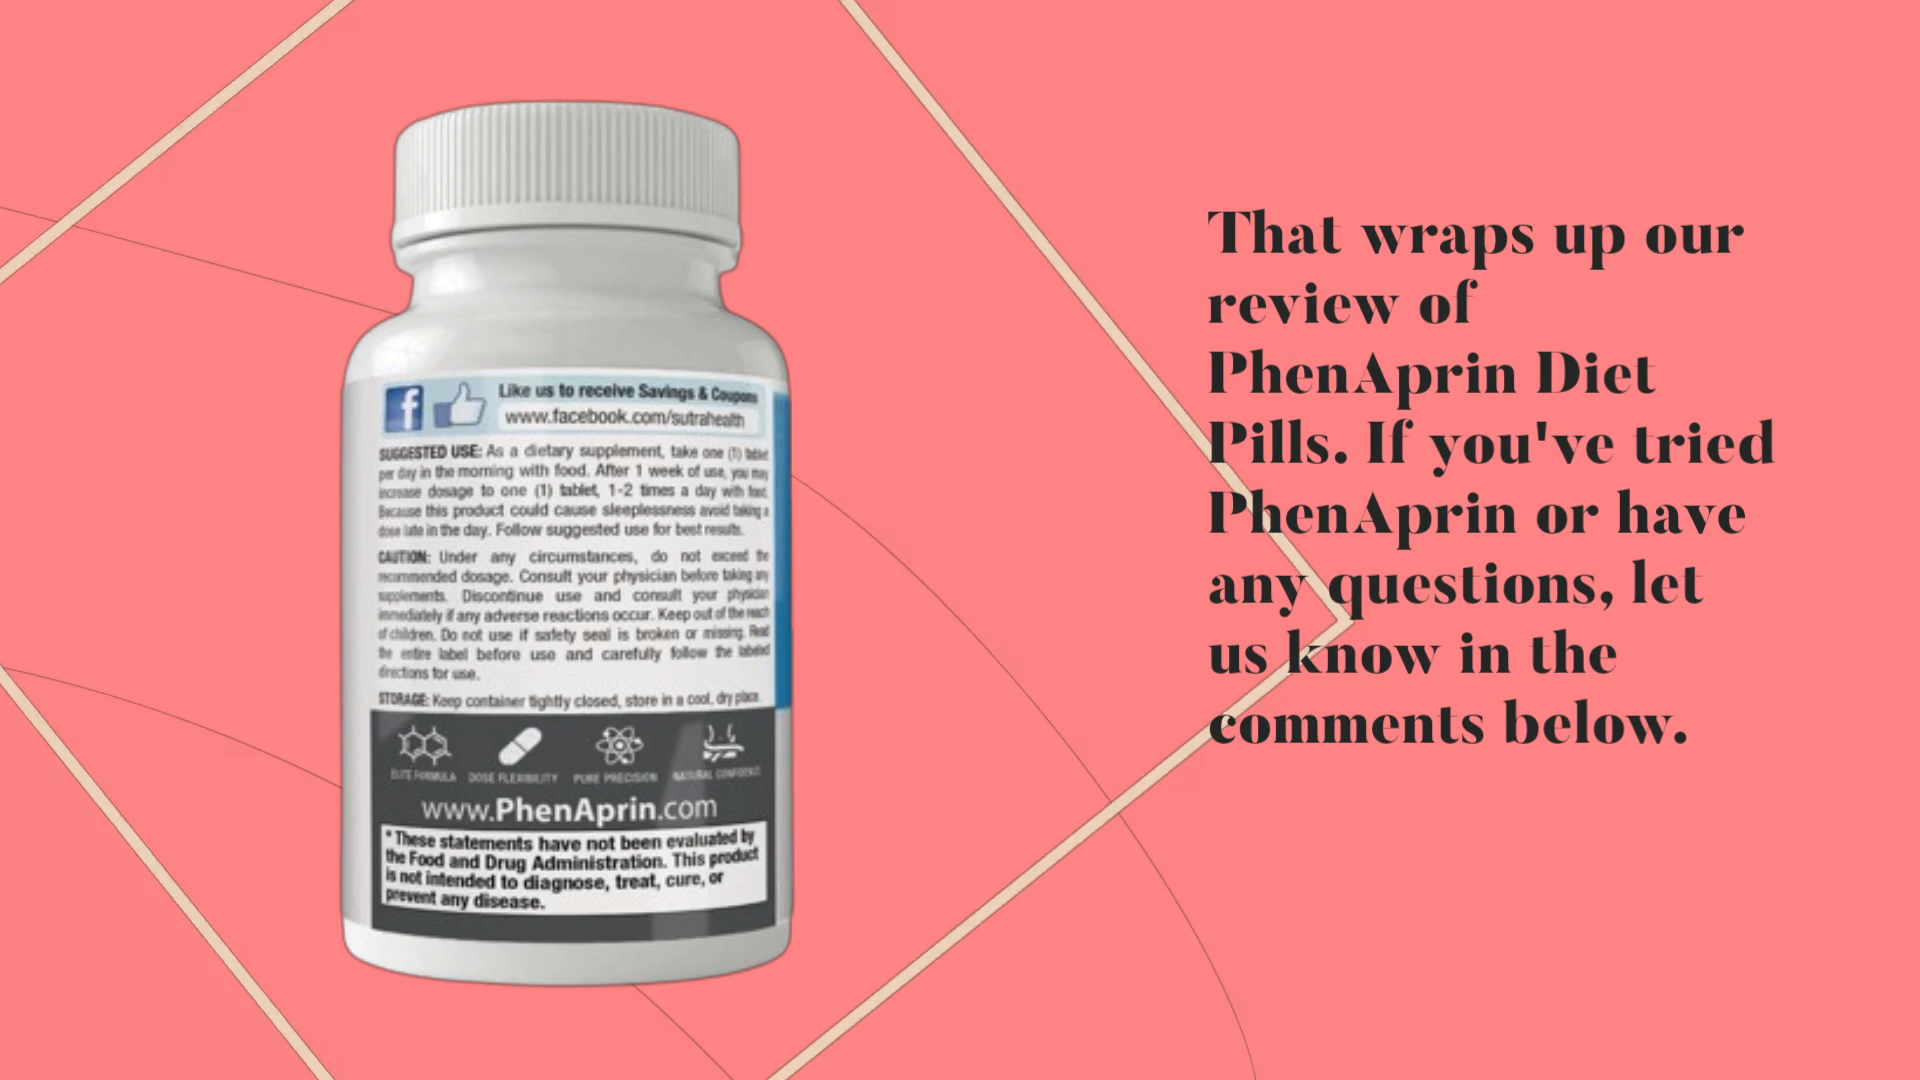 Like us to receive Savings & Coupons
www.facebook.com/sutrahealth
SUGGESTED USE: As a dietary supplement, take one (1) tablet
per day in the morning with food. After 1 week of use, you may
increase dosage to one (1) tablet, 1-2 times a day with food.
Because this product could cause sleeplessness avoid taking a
dose late in the day. Follow suggested use for best results.
CAUTION: Under any circumstances, do not exceed the
recommended dosage. Consult your physician before taking any
supplements. Discontinue use and consult your physician
immediately if any adverse reactions occur. Keep out of the reach
of children. Do not use if safety seal is broken or missing. Read
the entire label before use and carefully follow the labeled
directions for use.
STORAGE: Keep container tightly closed, store in a cool, dry place.
ELITE FORMULA DOSE FLEXIBILITY PURE PRECISION NATURAL CONFIDENCE
www.PhenAprin.com
* These statements have not been evaluated by
the Food and Drug Administration. This product
is not intended to diagnose, treat, cure, or
prevent any disease.
That wraps up our
review of
PhenAprin Diet
Pills. If you've tried
PhenAprin or have
any questions, let
us know in the
comments below.